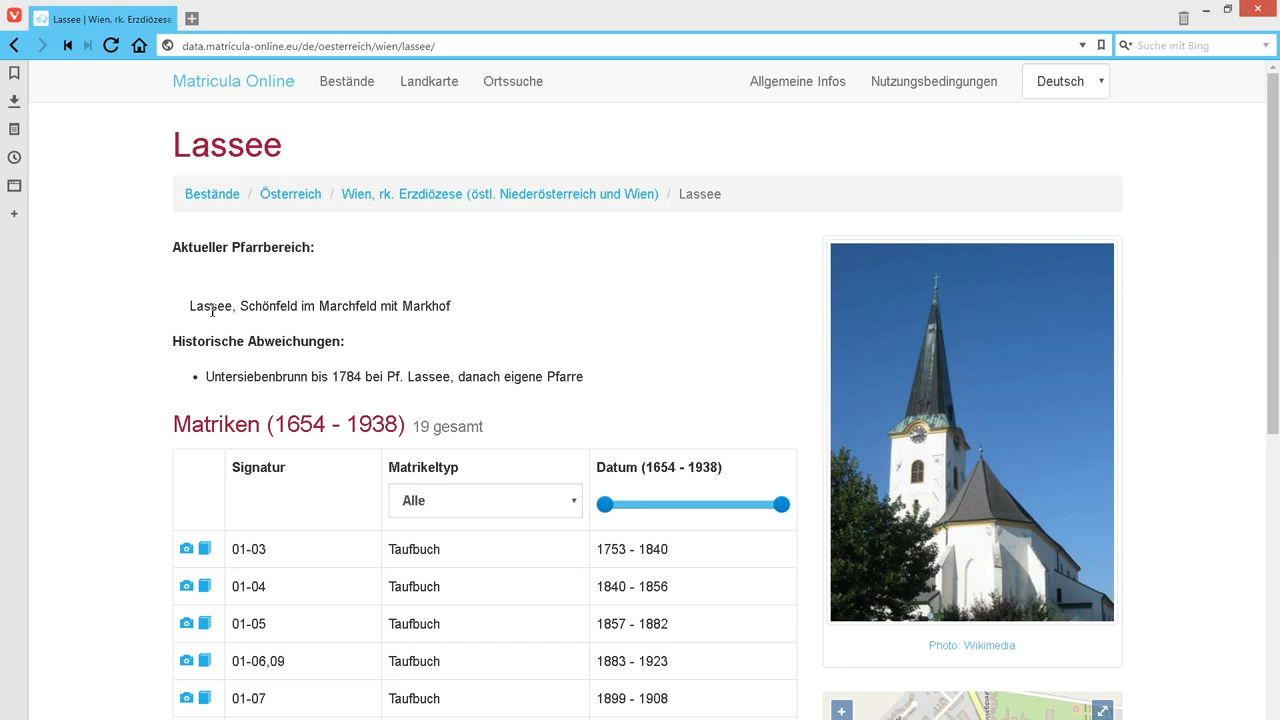 Lassee | Wien, rk. Erzdiözese
data.matricula-online.eu/de/oesterreich/wien/lassee/
Suche mit Bing
Matricula Online
Bestände
Landkarte
Ortssuche
Allgemeine Infos
Nutzungsbedingungen
Deutsch
Lassee
Bestände / Österreich / Wien, rk. Erzdiözese (östl. Niederösterreich und Wien) / Lassee
Aktueller Pfarrbereich:
Lassee, Schönfeld im Marchfeld mit Markhof
Historische Abweichungen:
• Untersiebenbrunn bis 1784 bei Pf. Lassee, danach eigene Pfarre
Matriken (1654 - 1938) 19 gesamt
Signatur Matrikeltyp Datum (1654 - 1938)
Alle
01-03 Taufbuch 1753 - 1840
01-04 Taufbuch 1840 - 1856
01-05 Taufbuch 1857 - 1882
01-06,09 Taufbuch 1883 - 1923
01-07 Taufbuch 1899 - 1908
Photo: Wikimedia